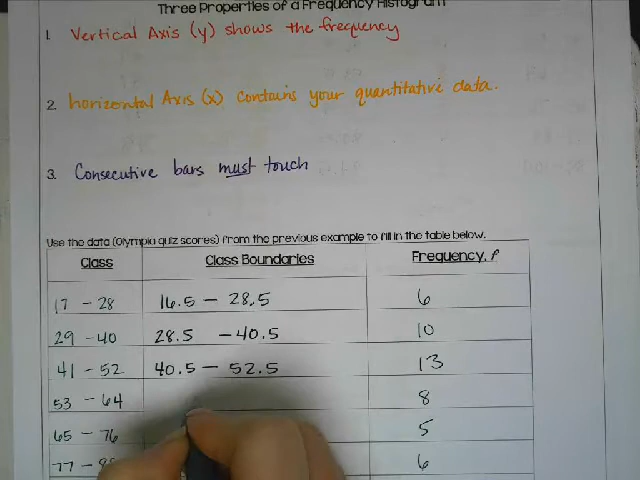 Three Properties of a Frequency Histogram
1. Vertical Axis (y) shows the frequency
2. horizontal Axis (x) contains your quantitative data.
3. Consecutive bars must touch
Use the data (Olympia quiz scores) from the previous example to fill in the table below.
Class Class Boundaries Frequency, f
17 - 28 16.5 - 28.5 6
29 - 40 28.5 - 40.5 10
41 - 52 40.5 - 52.5 13
53 - 64 8
65 - 76 5
77 - 6